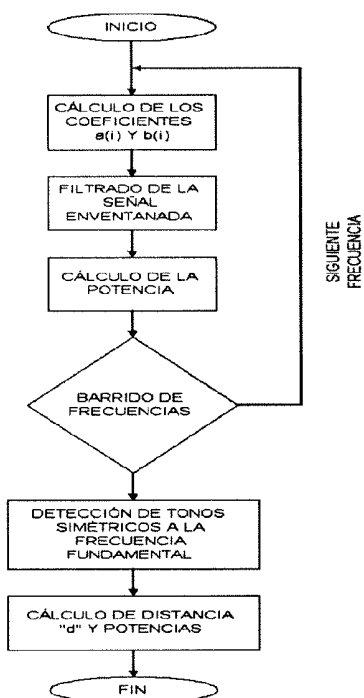 INICIO
CÁLCULO DE LOS
COEFICIENTES
a(i) Y b(i)
FILTRADO DE LA
SEÑAL
ENVENTANADA
CÁLCULO DE LA
POTENCIA
BARRIDO DE
FRECUENCIAS
SIGUIENTE
FRECUENCIA
DETECCIÓN DE TONOS
SIMÉTRICOS A LA
FRECUENCIA
FUNDAMENTAL
CÁLCULO DE DISTANCIA
"d" Y POTENCIAS
FIN